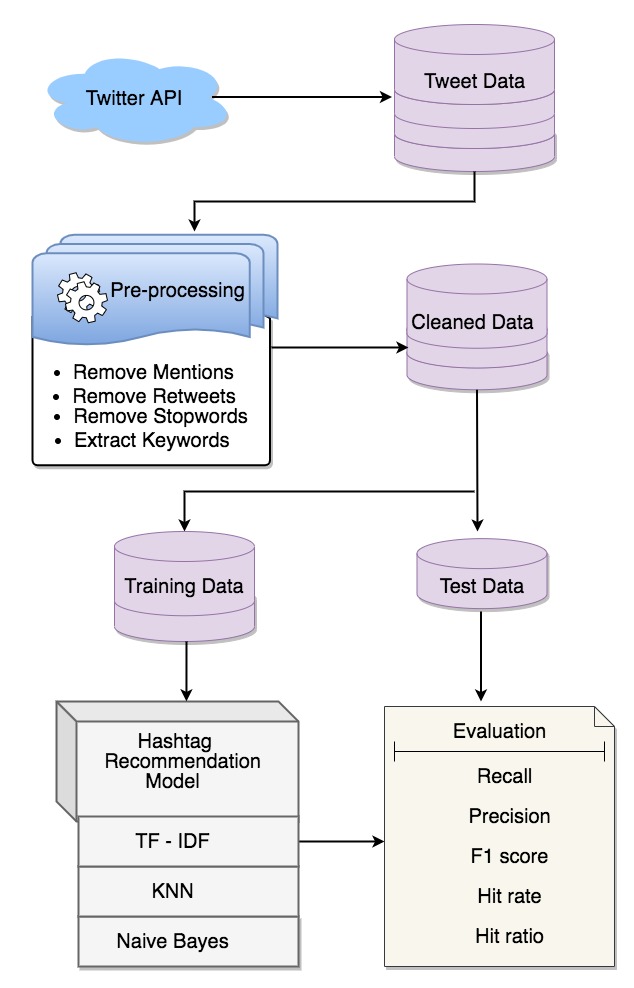 Twitter API
Tweet Data
Pre-processing
• Remove Mentions
• Remove Retweets
• Remove Stopwords
• Extract Keywords
Cleaned Data
Training Data
Test Data
Hashtag
Recommendation
Model
TF - IDF
KNN
Naive Bayes
Evaluation
Recall
Precision
F1 score
Hit rate
Hit ratio